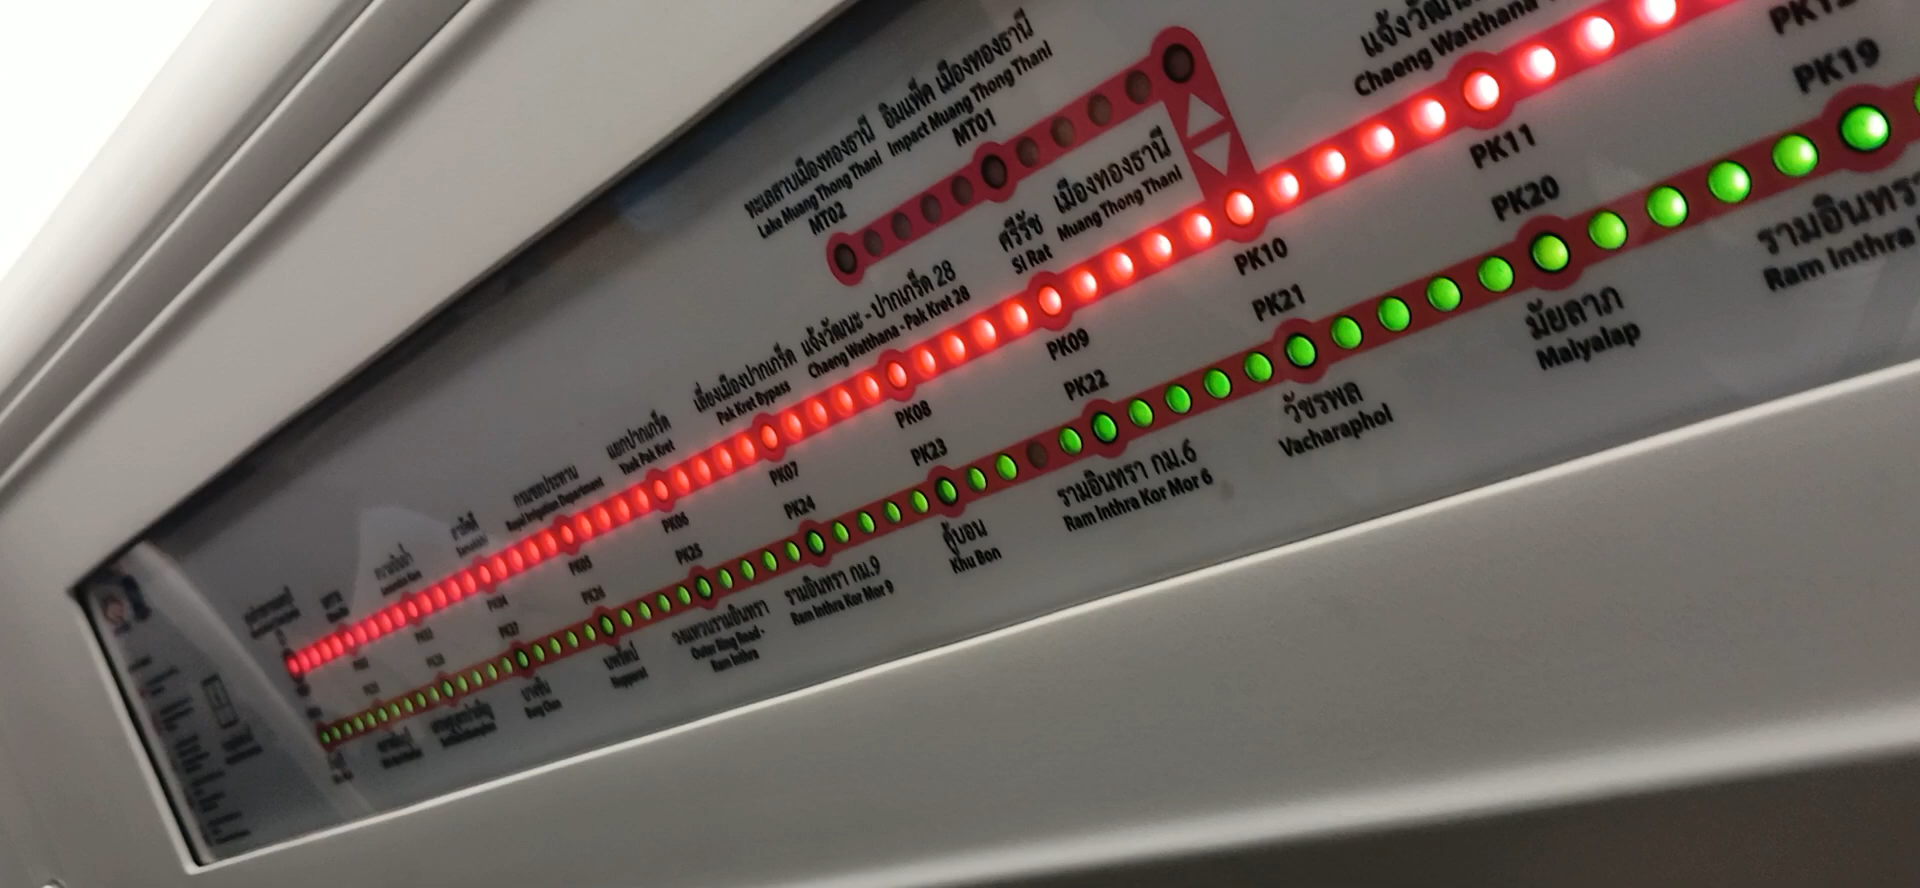 อิมแพ็ค เมืองทองธานี
Impact Muang Thong Thani
MT01
ทะเลสาบเมืองทองธานี
Lake Muang Thong Thani
MT02
Chaeng Watthana
PK11
เมืองทองธานี
Muang Thong Thani
PK10
ศรีรัช
Si Rat
PK09
แจ้งวัฒนะ - ปากเกร็ด 28
Chaeng Watthana - Pak Kret 28
PK08
เลี่ยงเมืองปากเกร็ด
Pak Kret Bypass
PK07
แยกปากเกร็ด
Yaek Pak Kret
PK06
กรมชลประทาน
Royal Irrigation Department
PK05
PK04
PK12
PK19
รามอินทรา
Ram Inthra
PK20
มัยลาภ
Maiyalap
PK21
วัชรพล
Vacharaphol
PK22
รามอินทรา กม.6
Ram Inthra Kor Mor 6
PK23
คู้บอน
Khu Bon
PK24
รามอินทรา กม.9
Ram Inthra Kor Mor 9
PK25
วงแหวนรามอินทรา
Outer Ring Road -
Ram Inthra
PK26
นพรัตน์
Nopparat
PK27
บางชัน
Bang Chan